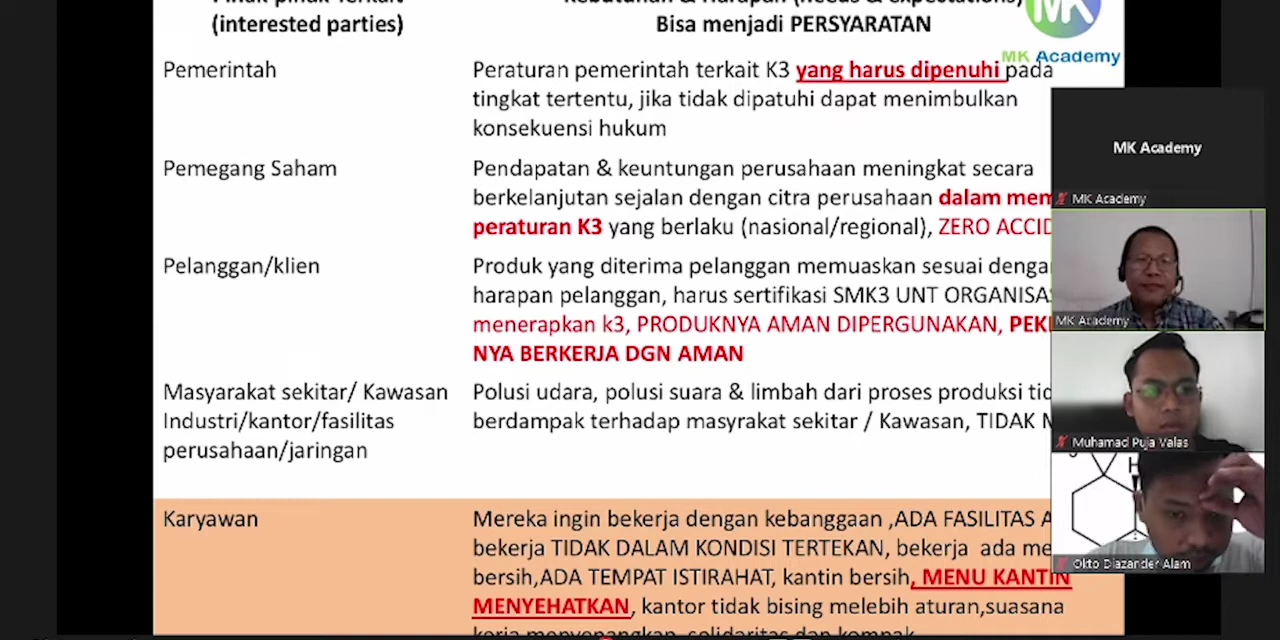 (interested parties)
Bisa menjadi PERSYARATAN
MK
MK Academy
Pemerintah
Peraturan pemerintah terkait K3 yang harus dipenuhi pada
tingkat tertentu, jika tidak dipatuhi dapat menimbulkan
konsekuensi hukum
Pemegang Saham
Pendapatan & keuntungan perusahaan meningkat secara
berkelanjutan sejalan dengan citra perusahaan dalam mem
peraturan K3 yang berlaku (nasional/regional), ZERO ACCID
Pelanggan/klien
Produk yang diterima pelanggan memuaskan sesuai denga
harapan pelanggan, harus sertifikasi SMK3 UNT ORGANISA
menerapkan k3, PRODUKNYA AMAN DIPERGUNAKAN, PEK
NYA BERKERJA DGN AMAN
Masyarakat sekitar/ Kawasan
Industri/kantor/fasilitas
perusahaan/jaringan
Polusi udara, polusi suara & limbah dari proses produksi tid
berdampak terhadap masyrakat sekitar / Kawasan, TIDAK M
Karyawan
Mereka ingin bekerja dengan kebanggaan ,ADA FASILITAS A
bekerja TIDAK DALAM KONDISI TERTEKAN, bekerja ada me
bersih,ADA TEMPAT ISTIRAHAT, kantin bersih, MENU KANTIN
MENYEHATKAN, kantor tidak bising melebih aturan,suasana
MK Academy
MK Academy
MK Academy
Muhamad Puja Valas
Okto Diazander Alam